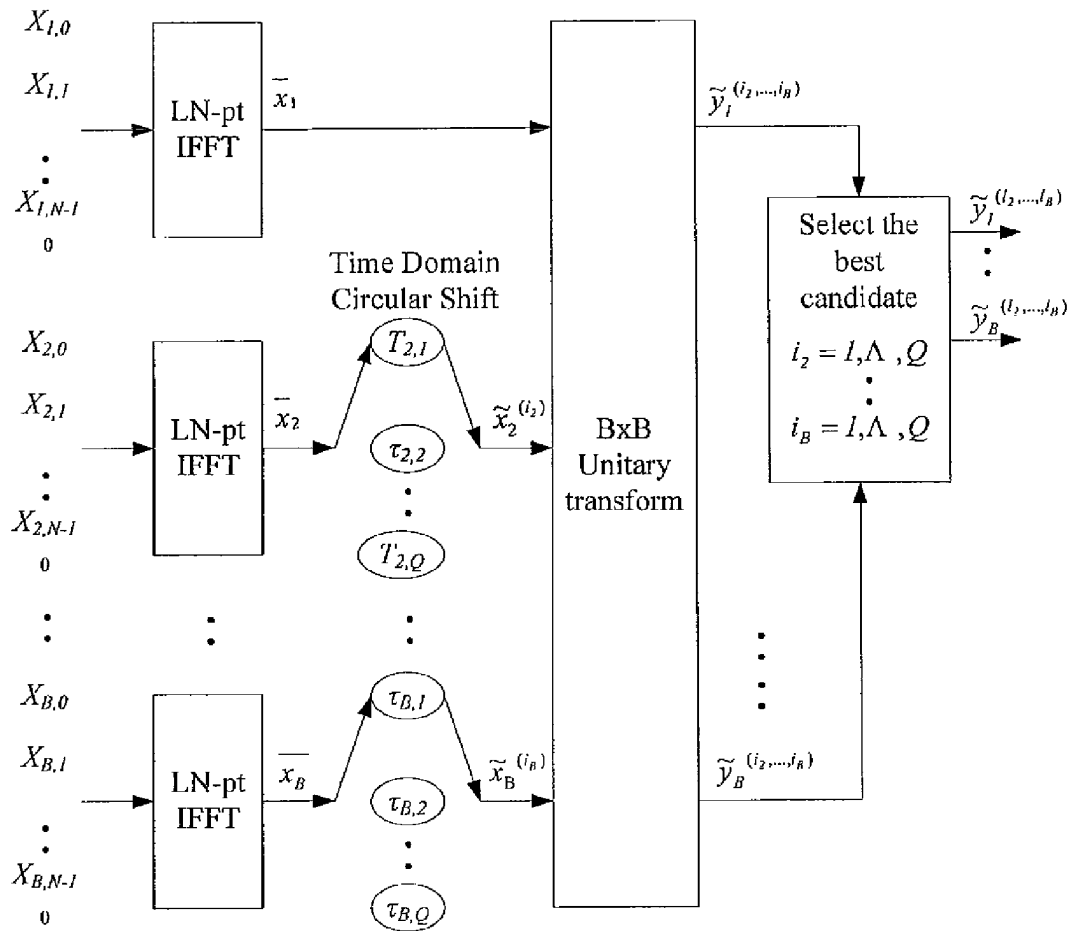 X1,0
X1,1
X1,N-1
0
LN-pt
IFFT
x̄1
Time Domain
Circular Shift
X2,0
X2,1
X2,N-1
0
LN-pt
IFFT
x̄2
T2,1
τ2,2
T2,Q
x̃2(i2)
XB,0
XB,1
XB,N-1
0
LN-pt
IFFT
x̄B
τB,1
τB,2
τB,Q
x̃B(iB)
BxB
Unitary
transform
ỹ1(i2,...,iB)
ỹB(i2,...,iB)
Select the
best
candidate
i2 = 1,Λ ,Q
iB = 1,Λ ,Q
ỹ1(i2,...,iB)
ỹB(i2,...,iB)